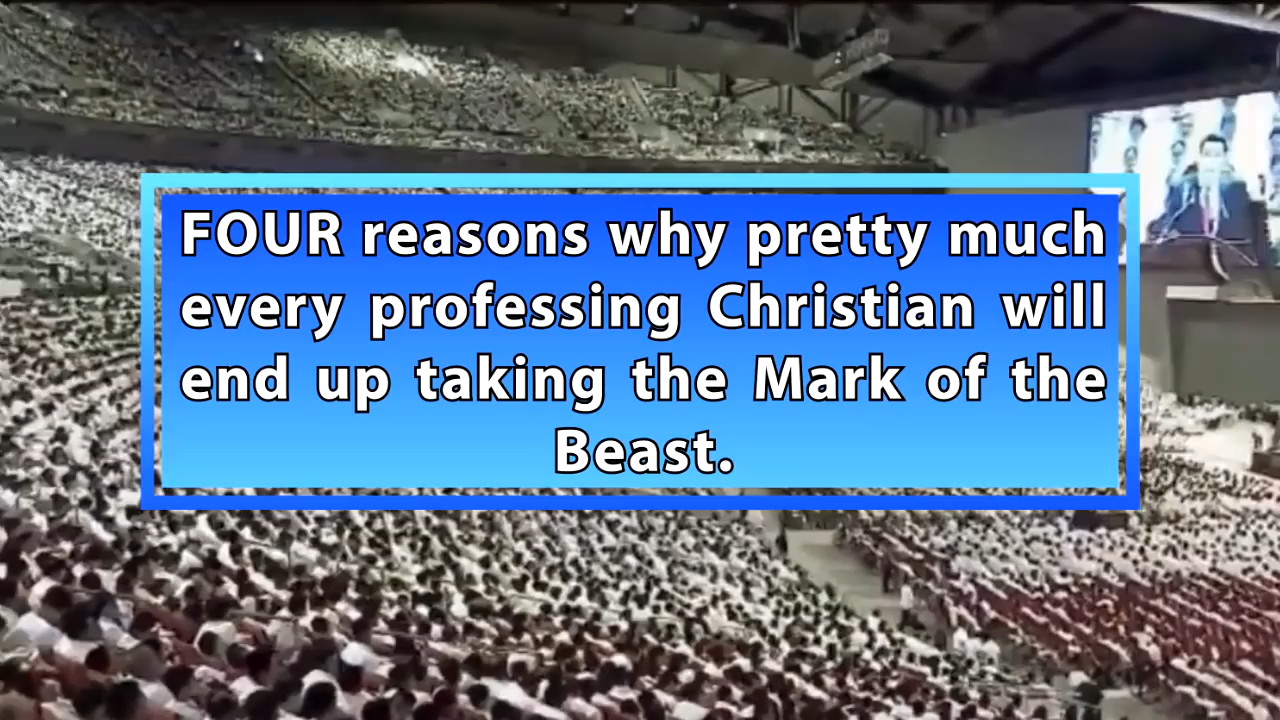 FOUR reasons why pretty much
every professing Christian will
end up taking the Mark of the
Beast.